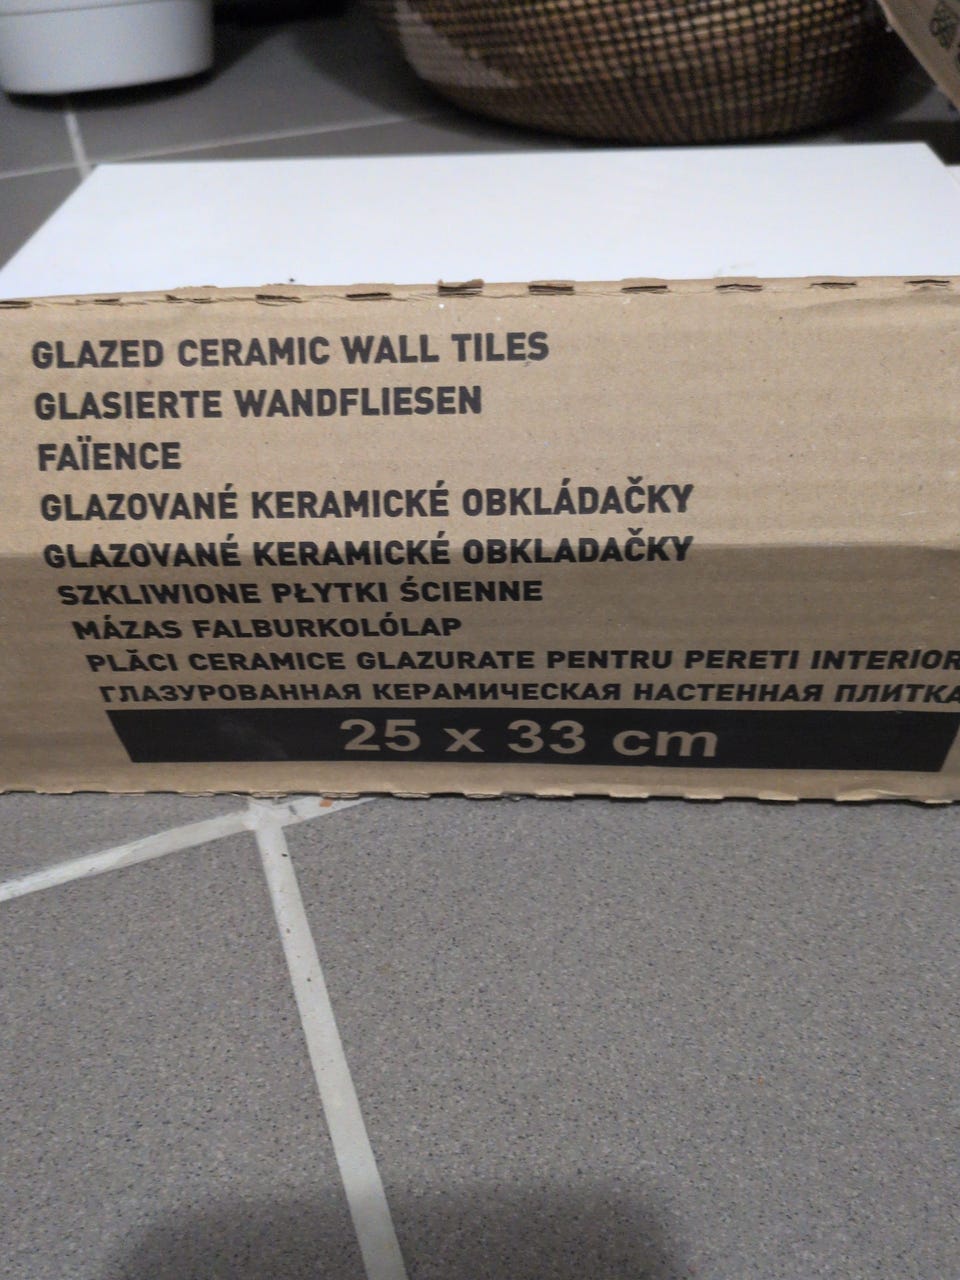 GLAZED CERAMIC WALL TILES
GLASIERTE WANDFLIESEN
FAÏENCE
GLAZOVANÉ KERAMICKÉ OBKLÁDAČKY
GLAZOVANÉ KERAMICKÉ OBKLADAČKY
SZKLIWIONE PŁYTKI ŚCIENNE
MÁZAS FALBURKOLÓLAP
PLĂCI CERAMICE GLAZURATE PENTRU PERETI INTERIOR
ГЛАЗУРОВАННАЯ КЕРАМИЧЕСКАЯ НАСТЕННАЯ ПЛИТКА
25 x 33 cm